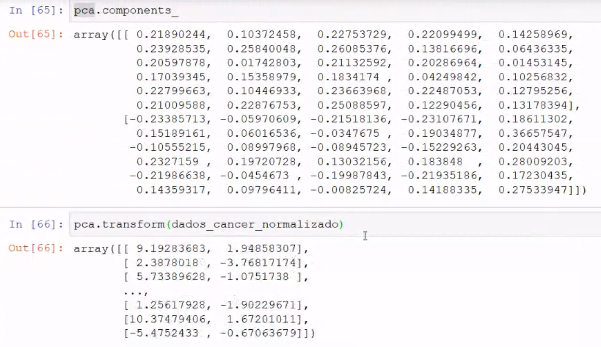 In [65]: pca.components_
Out[65]: array([[ 0.21890244, 0.10372458, 0.22753729, 0.22099499, 0.14258969,
0.23928535, 0.25840048, 0.26085376, 0.13816696, 0.06436335,
0.20597878, 0.01742803, 0.21132592, 0.20286964, 0.01453145,
0.17039345, 0.15358979, 0.1834174 , 0.04249842, 0.10256832,
0.22799663, 0.10446933, 0.23663968, 0.22487053, 0.12795256,
0.21009588, 0.22876753, 0.25088597, 0.12290456, 0.13178394],
[-0.23385713, -0.05970609, -0.21518136, -0.23107671, 0.18611302,
0.15189161, 0.06016536, -0.0347675 , 0.19034877, 0.36657547,
-0.10555215, 0.08997968, -0.08945723, -0.15229263, 0.20443045,
0.2327159 , 0.19720728, 0.13032156, 0.183848 , 0.28009203,
-0.21986638, -0.0454673 , -0.19987843, -0.21935186, 0.17230435,
0.14359317, 0.09796411, -0.00825724, 0.14188335, 0.27533947]])
In [66]: pca.transform(dados_cancer_normalizado)
Out[66]: array([[ 9.19283683, 1.94858307],
[ 2.3878018 , -3.76817174],
[ 5.73389628, -1.0751738 ],
...,
[ 1.25617928, -1.90229671],
[10.37479406, 1.67201011],
[-5.4752433 , -0.67063679]])